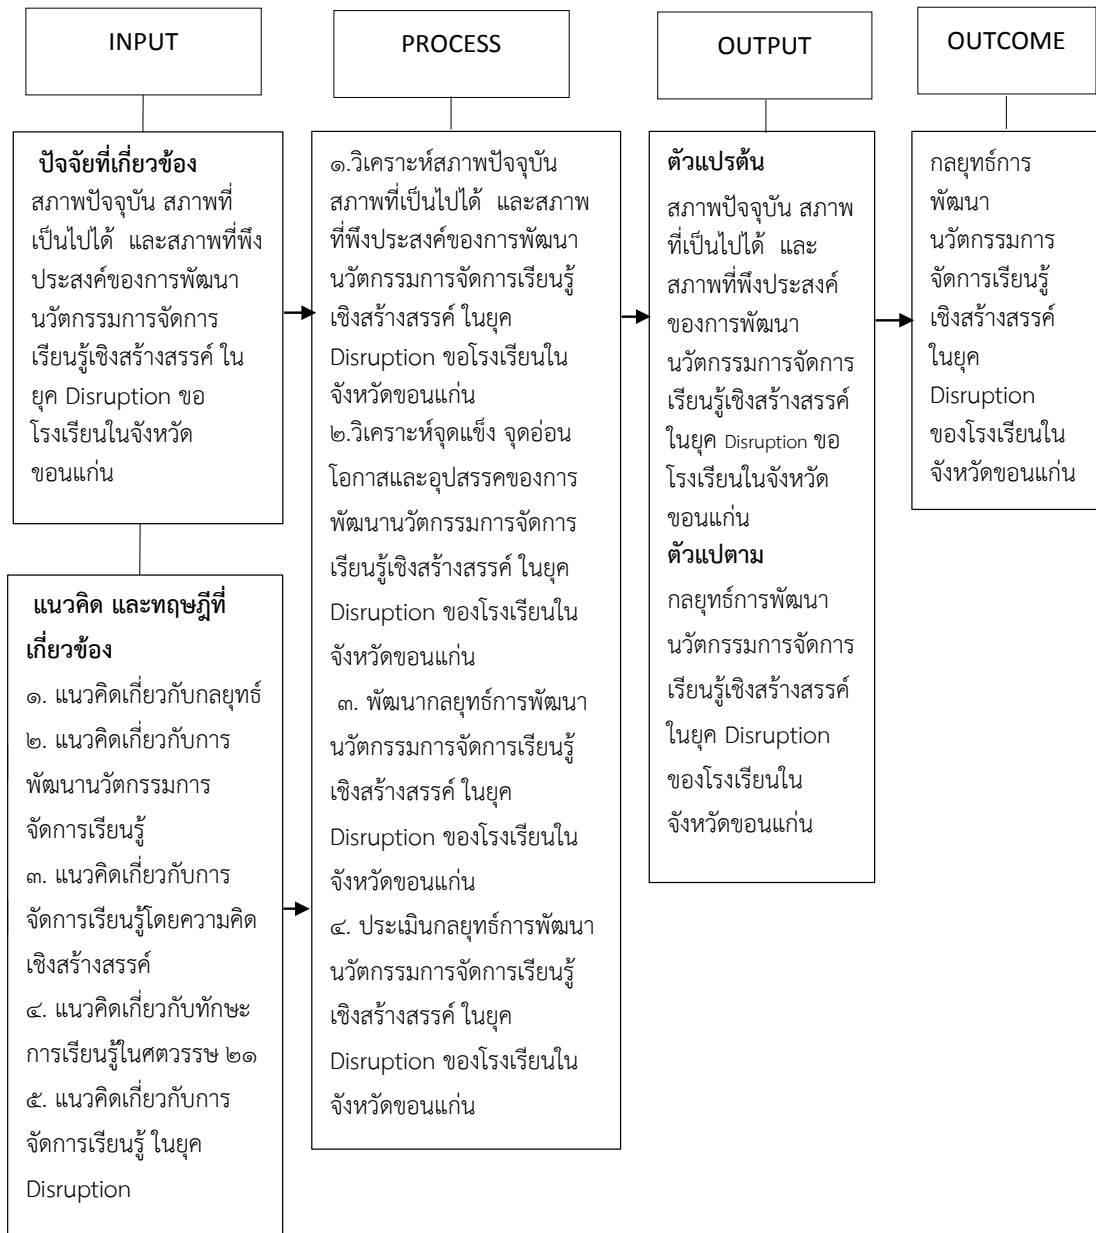 INPUT
PROCESS
OUTPUT
OUTCOME
ปัจจัยที่เกี่ยวข้อง
สภาพปัจจุบัน สภาพที่
เป็นไปได้ และสภาพที่พึง
ประสงค์ของการพัฒนา
นวัตกรรมการจัดการ
เรียนรู้เชิงสร้างสรรค์ ใน
ยุค Disruption ขอ
โรงเรียนในจังหวัด
ขอนแก่น
แนวคิด และทฤษฎีที่
เกี่ยวข้อง
๑. แนวคิดเกี่ยวกับกลยุทธ์
๒. แนวคิดเกี่ยวกับการ
พัฒนานวัตกรรมการ
จัดการเรียนรู้
๓. แนวคิดเกี่ยวกับการ
จัดการเรียนรู้โดยความคิด
เชิงสร้างสรรค์
๔. แนวคิดเกี่ยวกับทักษะ
การเรียนรู้ในศตวรรษ ๒๑
๕. แนวคิดเกี่ยวกับการ
จัดการเรียนรู้ ในยุค
Disruption
๑.วิเคราะห์สภาพปัจจุบัน
สภาพที่เป็นไปได้ และสภาพ
ที่พึงประสงค์ของการพัฒนา
นวัตกรรมการจัดการเรียนรู้
เชิงสร้างสรรค์ ในยุค
Disruption ขอโรงเรียนใน
จังหวัดขอนแก่น
๒.วิเคราะห์จุดแข็ง จุดอ่อน
โอกาสและอุปสรรคของการ
พัฒนานวัตกรรมการจัดการ
เรียนรู้เชิงสร้างสรรค์ ในยุค
Disruption ของโรงเรียนใน
จังหวัดขอนแก่น
๓. พัฒนากลยุทธ์การพัฒนา
นวัตกรรมการจัดการเรียนรู้
เชิงสร้างสรรค์ ในยุค
Disruption ของโรงเรียนใน
จังหวัดขอนแก่น
๔. ประเมินกลยุทธ์การพัฒนา
นวัตกรรมการจัดการเรียนรู้
เชิงสร้างสรรค์ ในยุค
Disruption ของโรงเรียนใน
จังหวัดขอนแก่น
ตัวแปรต้น
สภาพปัจจุบัน สภาพ
ที่เป็นไปได้ และ
สภาพที่พึงประสงค์
ของการพัฒนา
นวัตกรรมการจัดการ
เรียนรู้เชิงสร้างสรรค์
ในยุค Disruption ขอ
โรงเรียนในจังหวัด
ขอนแก่น
ตัวแปตาม
กลยุทธ์การพัฒนา
นวัตกรรมการจัดการ
เรียนรู้เชิงสร้างสรรค์
ในยุค Disruption
ของโรงเรียนใน
จังหวัดขอนแก่น
กลยุทธ์การ
พัฒนา
นวัตกรรมการ
จัดการเรียนรู้
เชิงสร้างสรรค์
ในยุค
Disruption
ของโรงเรียนใน
จังหวัดขอนแก่น